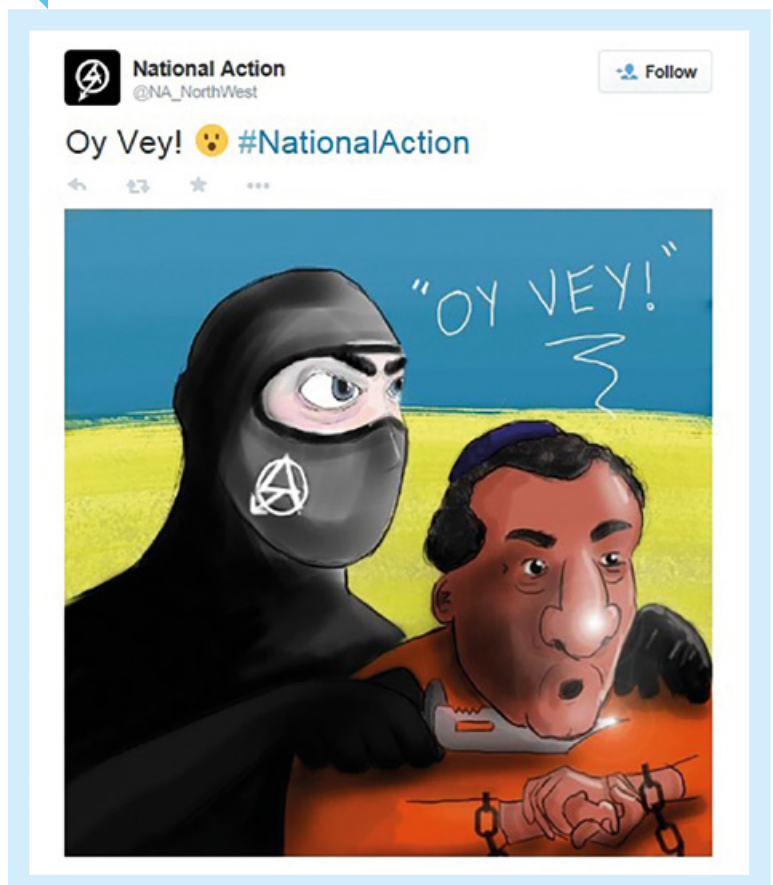 National Action
@NA_NorthWest
Follow
Oy Vey! 😮 #NationalAction
"OY VEY!"